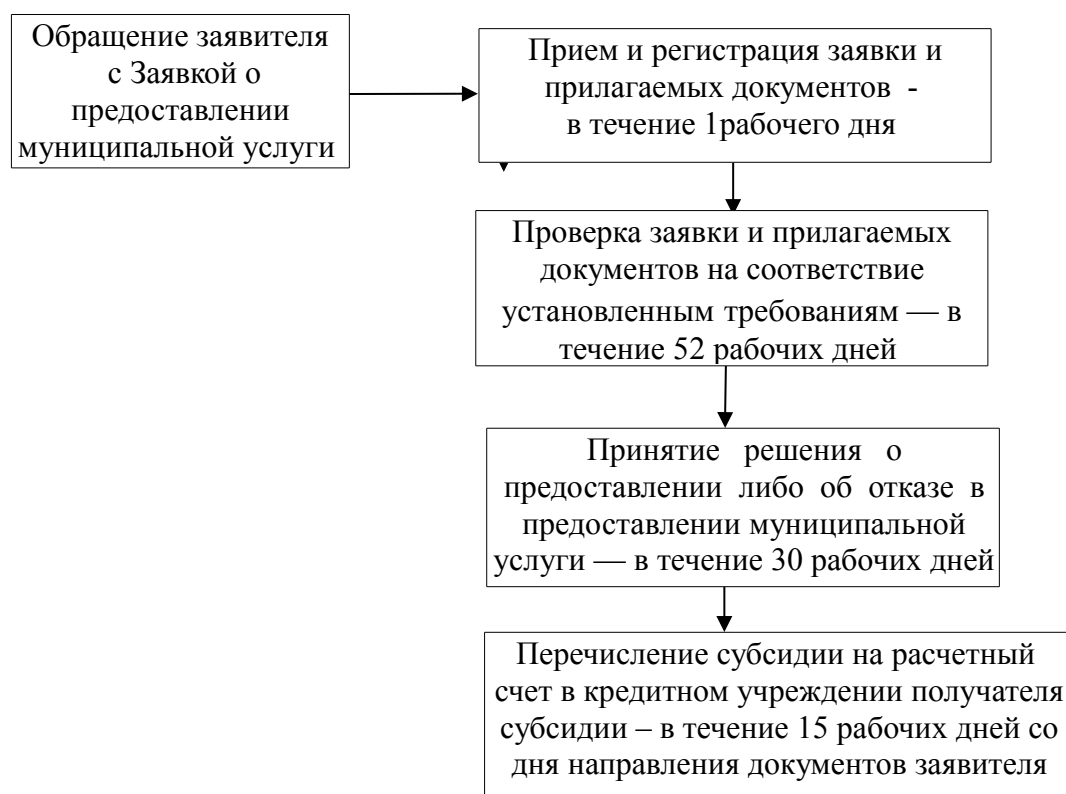 Обращение заявителя
с Заявкой о
предоставлении
муниципальной услуги
Прием и регистрация заявки и
прилагаемых документов -
в течение 1рабочего дня
Проверка заявки и прилагаемых
документов на соответствие
установленным требованиям — в
течение 52 рабочих дней
Принятие решения о
предоставлении либо об отказе в
предоставлении муниципальной
услуги — в течение 30 рабочих дней
Перечисление субсидии на расчетный
счет в кредитном учреждении получателя
субсидии – в течение 15 рабочих дней со
дня направления документов заявителя